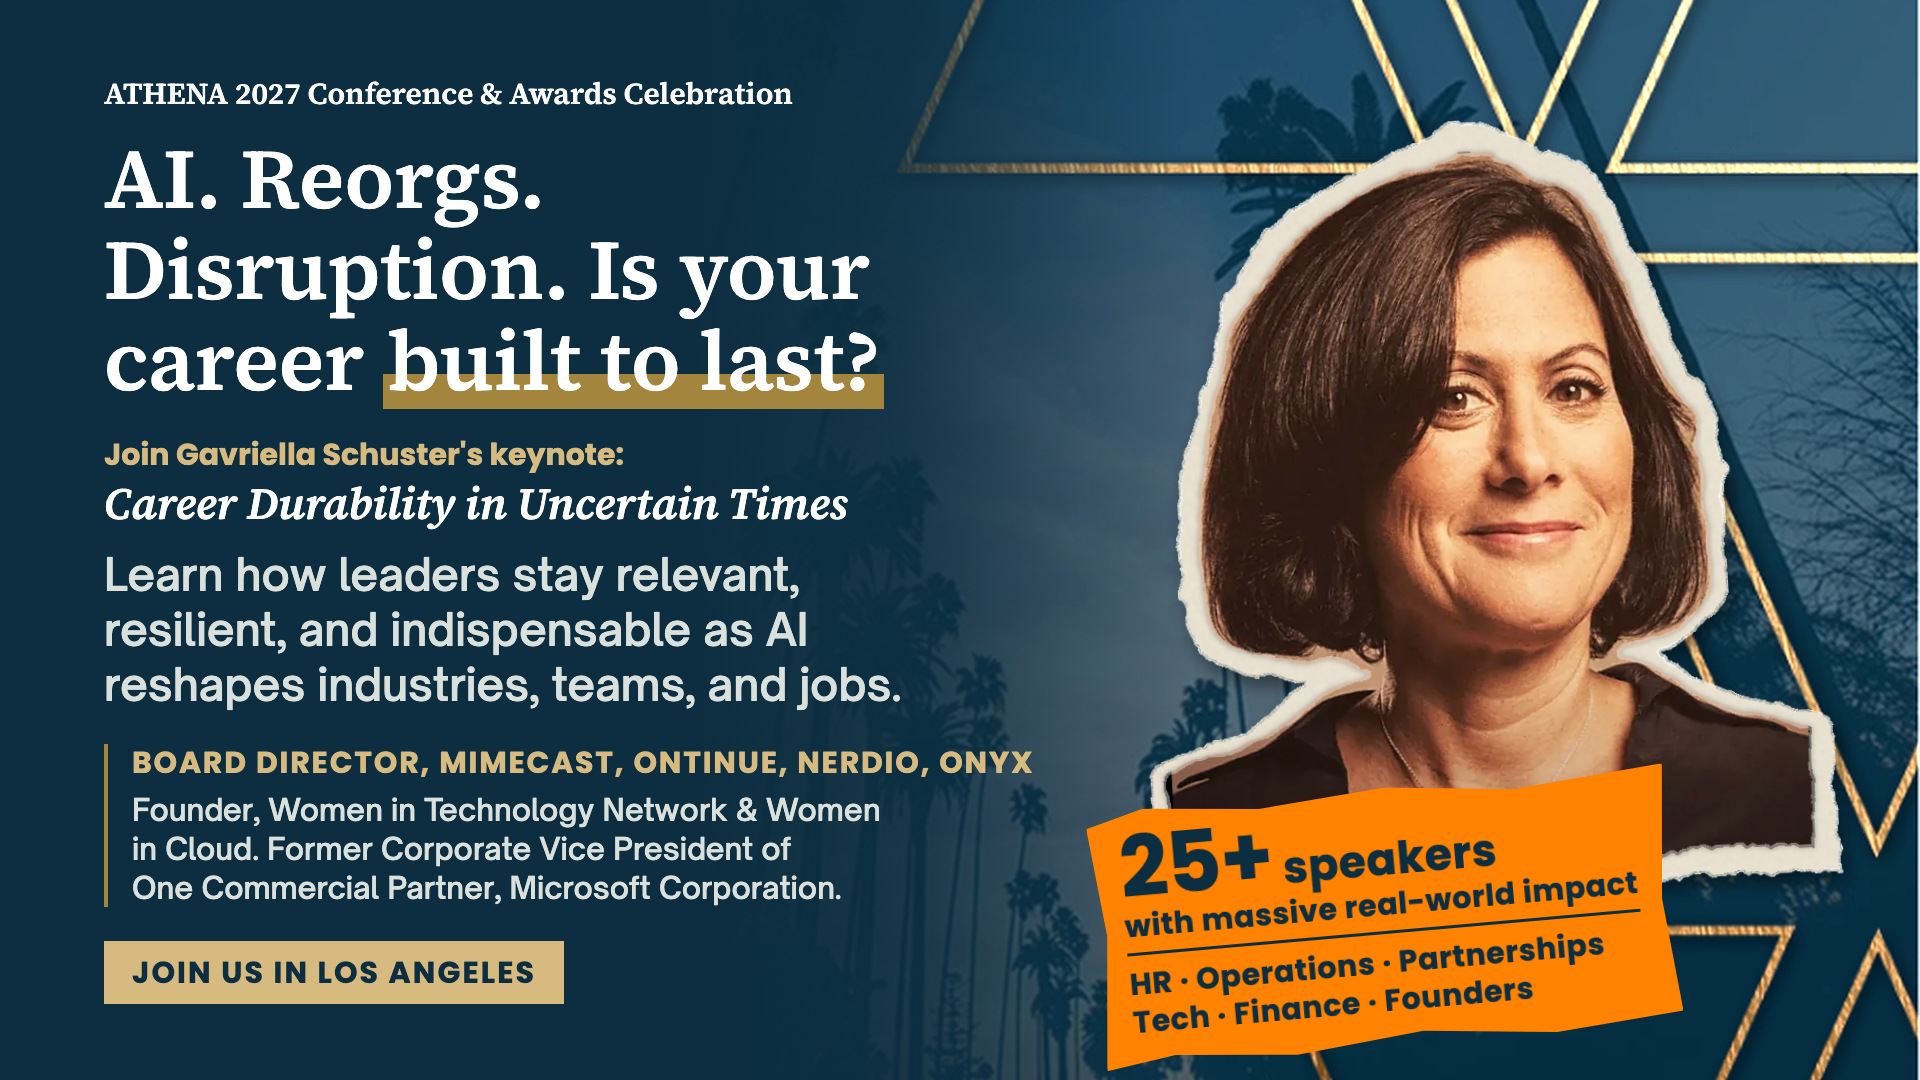 ATHENA 2027 Conference & Awards Celebration
AI. Reorgs.
Disruption. Is your
career built to last?
Join Gavriella Schuster's keynote:
Career Durability in Uncertain Times
Learn how leaders stay relevant,
resilient, and indispensable as AI
reshapes industries, teams, and jobs.
BOARD DIRECTOR, MIMECAST, ONTINUE, NERDIO, ONYX
Founder, Women in Technology Network & Women
in Cloud. Former Corporate Vice President of
One Commercial Partner, Microsoft Corporation.
JOIN US IN LOS ANGELES
25+ speakers
with massive real-world impact
HR · Operations · Partnerships
Tech · Finance · Founders